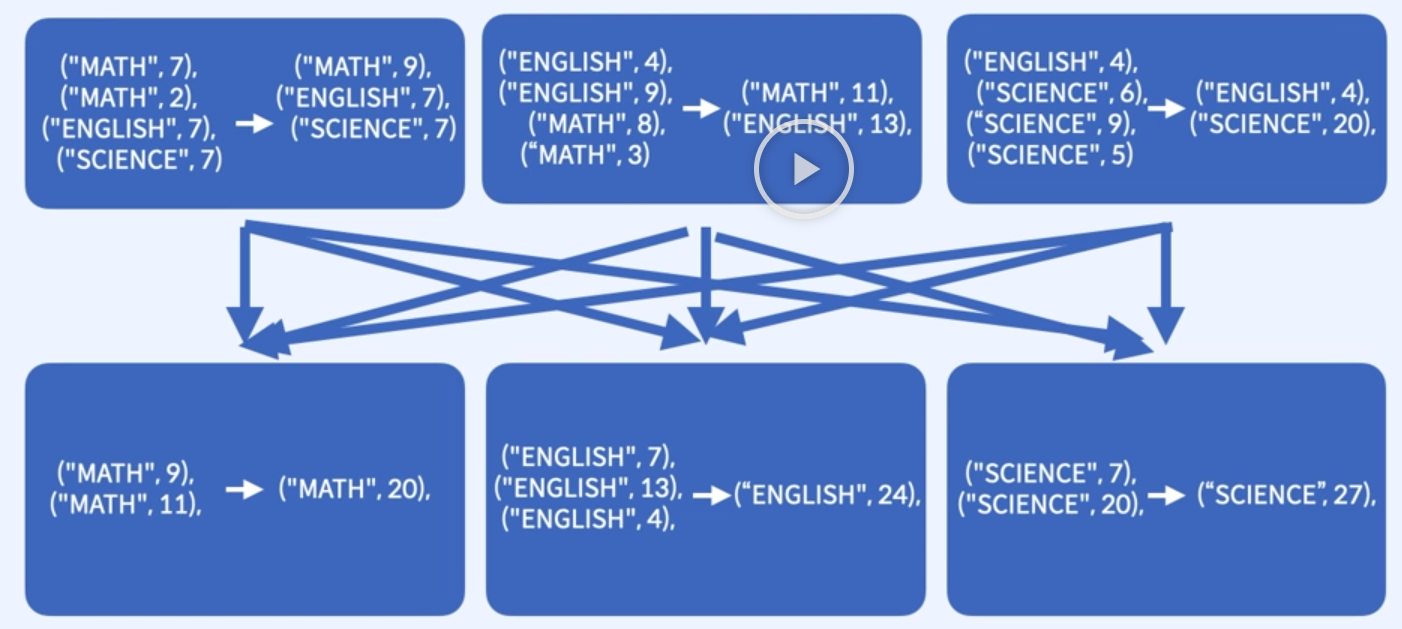 ("MATH", 7),
("MATH", 2),
("ENGLISH", 7),
("SCIENCE", 7)
("MATH", 9),
("ENGLISH", 7),
("SCIENCE", 7)
("ENGLISH", 4),
("ENGLISH", 9),
("MATH", 8),
(“MATH", 3)
("MATH", 11),
("ENGLISH", 13),
("ENGLISH", 4),
("SCIENCE", 6),
(“SCIENCE", 9),
("SCIENCE", 5)
("ENGLISH", 4),
("SCIENCE", 20),
("MATH", 9),
("MATH", 11),
("MATH", 20),
("ENGLISH", 7),
("ENGLISH", 13),
("ENGLISH", 4),
(“ENGLISH", 24),
("SCIENCE", 7),
("SCIENCE", 20),
(“SCIENCE”, 27),